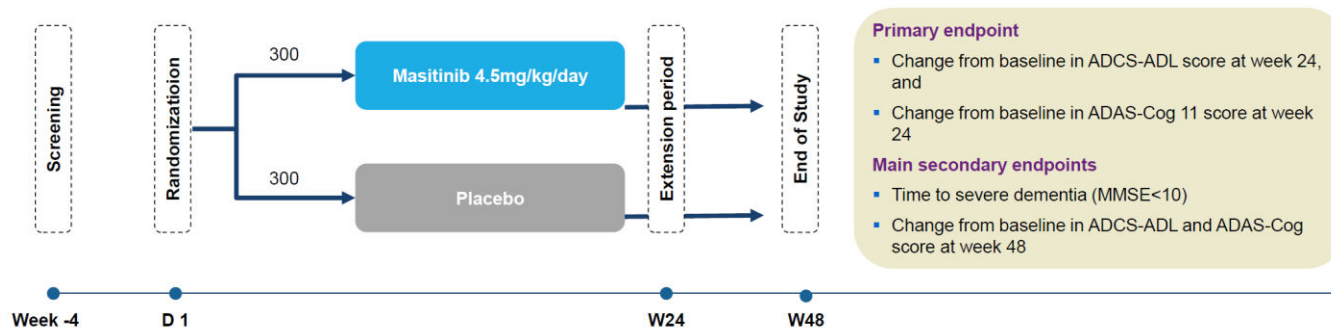 Screening
Randomizatioion
300
300
Masitinib 4.5mg/kg/day
Placebo
Extension period
End of Study
Primary endpoint
▪ Change from baseline in ADCS-ADL score at week 24,
and
▪ Change from baseline in ADAS-Cog 11 score at week
24
Main secondary endpoints
▪ Time to severe dementia (MMSE<10)
▪ Change from baseline in ADCS-ADL and ADAS-Cog
score at week 48
Week -4
D 1
W24
W48